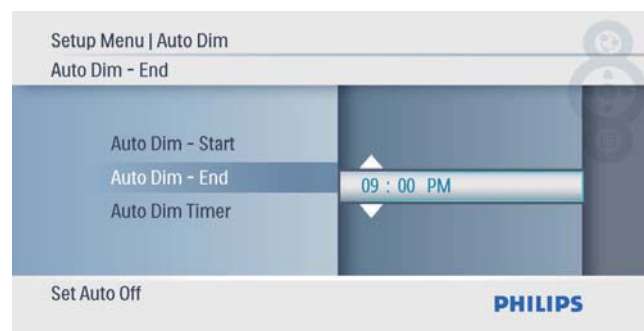 Setup Menu | Auto Dim
Auto Dim - End
Auto Dim - Start
Auto Dim - End
09 : 00 PM
Auto Dim Timer
Set Auto Off
PHILIPS